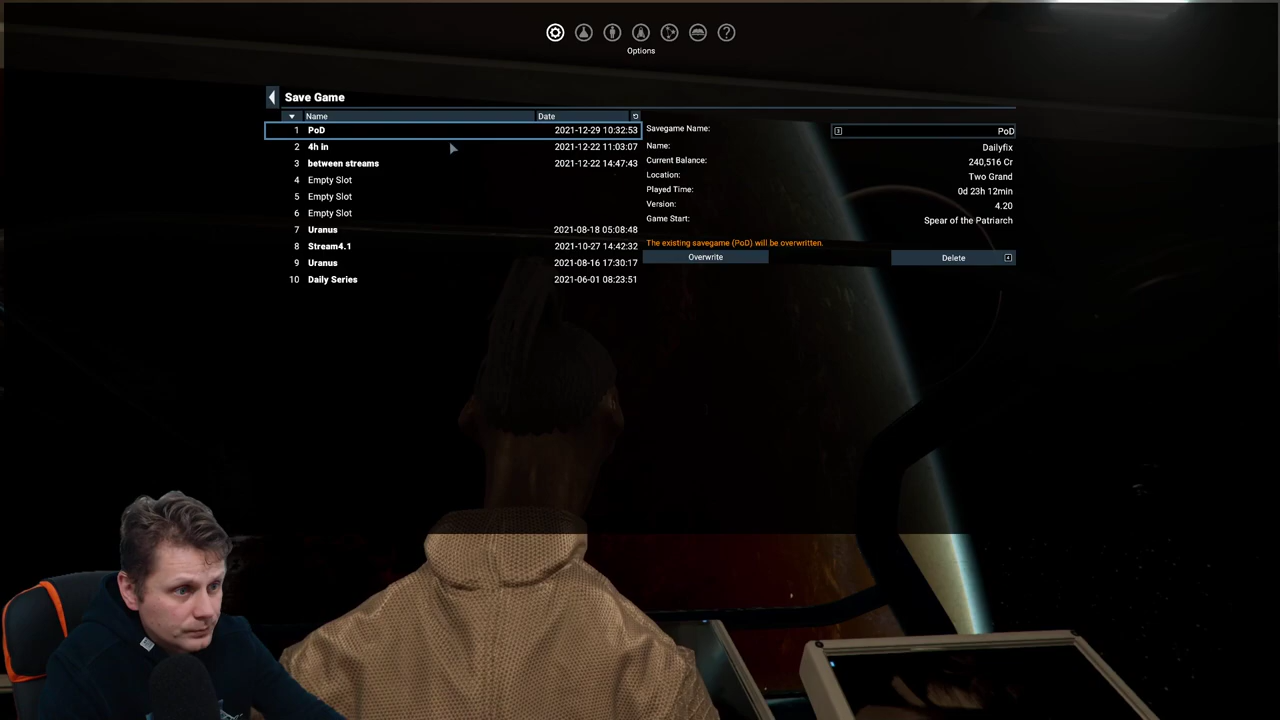 Options
Save Game
Name Date
1 PoD 2021-12-29 10:32:53
2 4h in 2021-12-22 11:03:07
3 between streams 2021-12-22 14:47:43
4 Empty Slot
5 Empty Slot
6 Empty Slot
7 Uranus 2021-08-18 05:08:48
8 Stream4.1 2021-10-27 14:42:32
9 Uranus 2021-08-16 17:30:17
10 Daily Series 2021-06-01 08:23:51
Savegame Name: PoD
Name: Dailyfix
Current Balance: 240,516 Cr
Location: Two Grand
Played Time: 0d 23h 12min
Version: 4.20
Game Start: Spear of the Patriarch
The existing savegame (PoD) will be overwritten.
Overwrite Delete